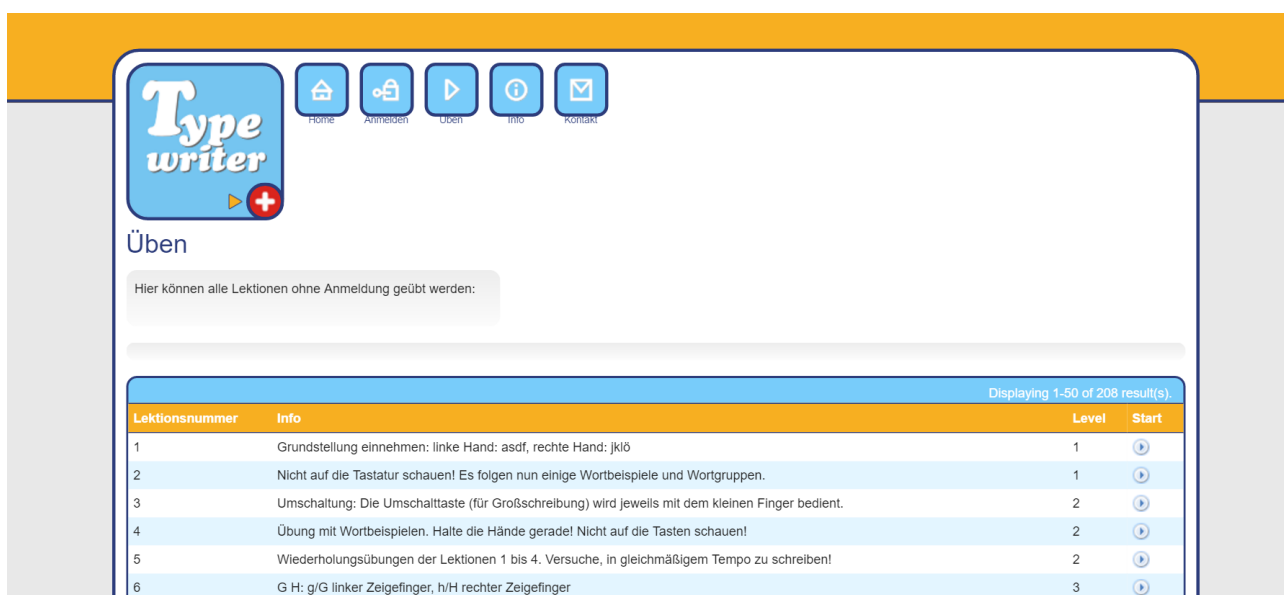 Type
writer
Home Anmelden Üben Info Kontakt
Üben
Hier können alle Lektionen ohne Anmeldung geübt werden:
Displaying 1-50 of 208 result(s).
Lektionsnummer Info Level Start
1 Grundstellung einnehmen: linke Hand: asdf, rechte Hand: jklö 1
2 Nicht auf die Tastatur schauen! Es folgen nun einige Wortbeispiele und Wortgruppen. 1
3 Umschaltung: Die Umschalttaste (für Großschreibung) wird jeweils mit dem kleinen Finger bedient. 2
4 Übung mit Wortbeispielen. Halte die Hände gerade! Nicht auf die Tasten schauen! 2
5 Wiederholungsübungen der Lektionen 1 bis 4. Versuche, in gleichmäßigem Tempo zu schreiben! 2
6 G H: g/G linker Zeigefinger, h/H rechter Zeigefinger 3